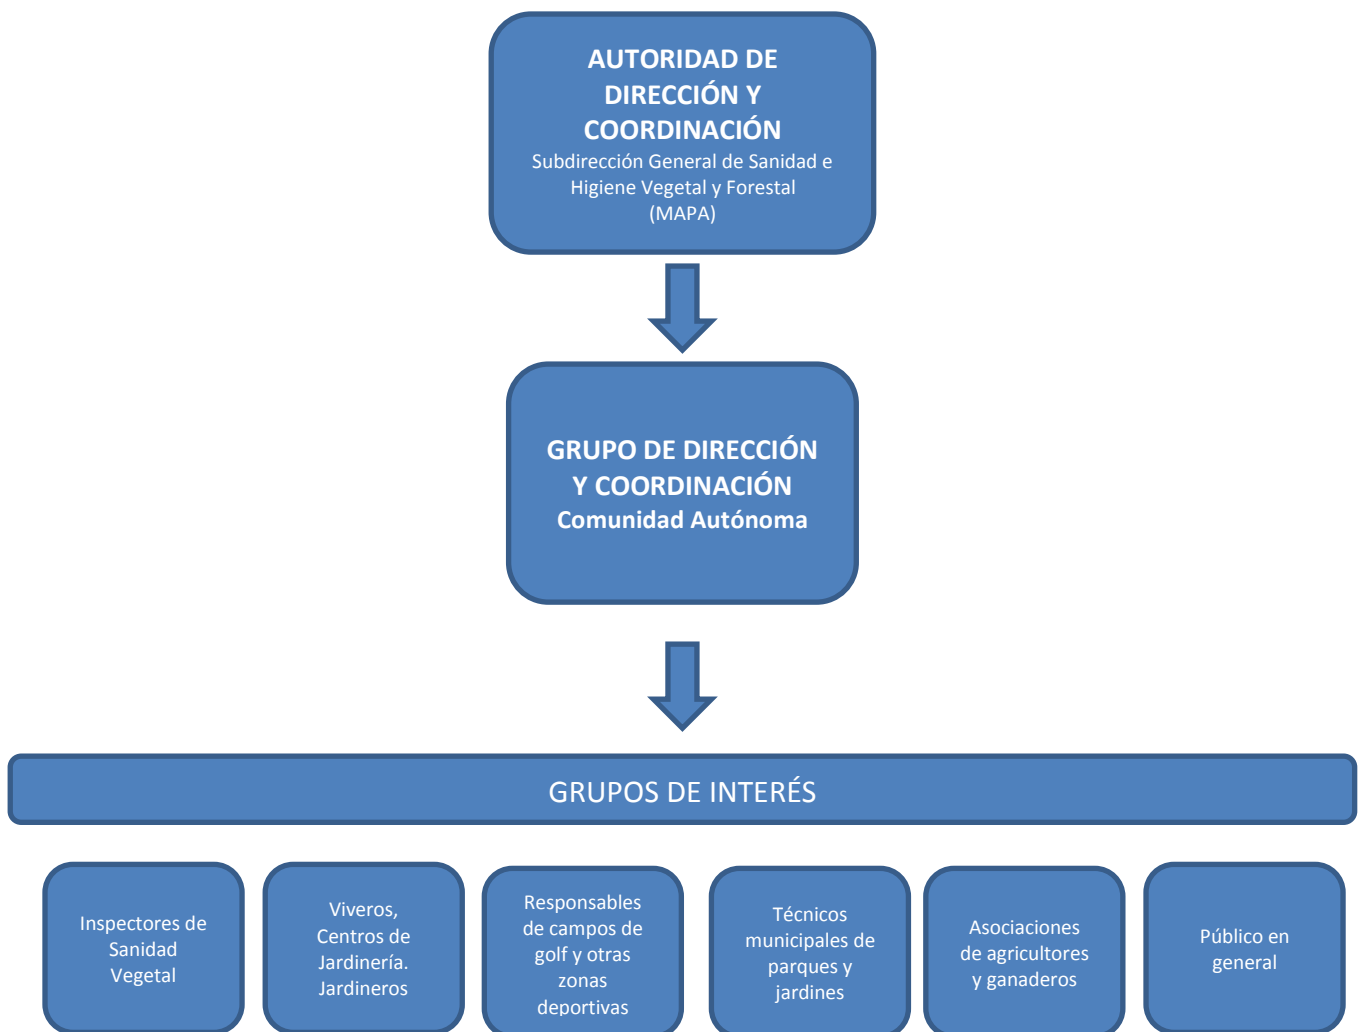 AUTORIDAD DE
DIRECCIÓN Y
COORDINACIÓN
Subdirección General de Sanidad e
Higiene Vegetal y Forestal
(MAPA)
GRUPO DE DIRECCIÓN
Y COORDINACIÓN
Comunidad Autónoma
GRUPOS DE INTERÉS
Inspectores de
Sanidad
Vegetal
Viveros,
Centros de
Jardinería.
Jardineros
Responsables
de campos de
golf y otras
zonas
deportivas
Técnicos
municipales de
parques y
jardines
Asociaciones
de agricultores
y ganaderos
Público en
general